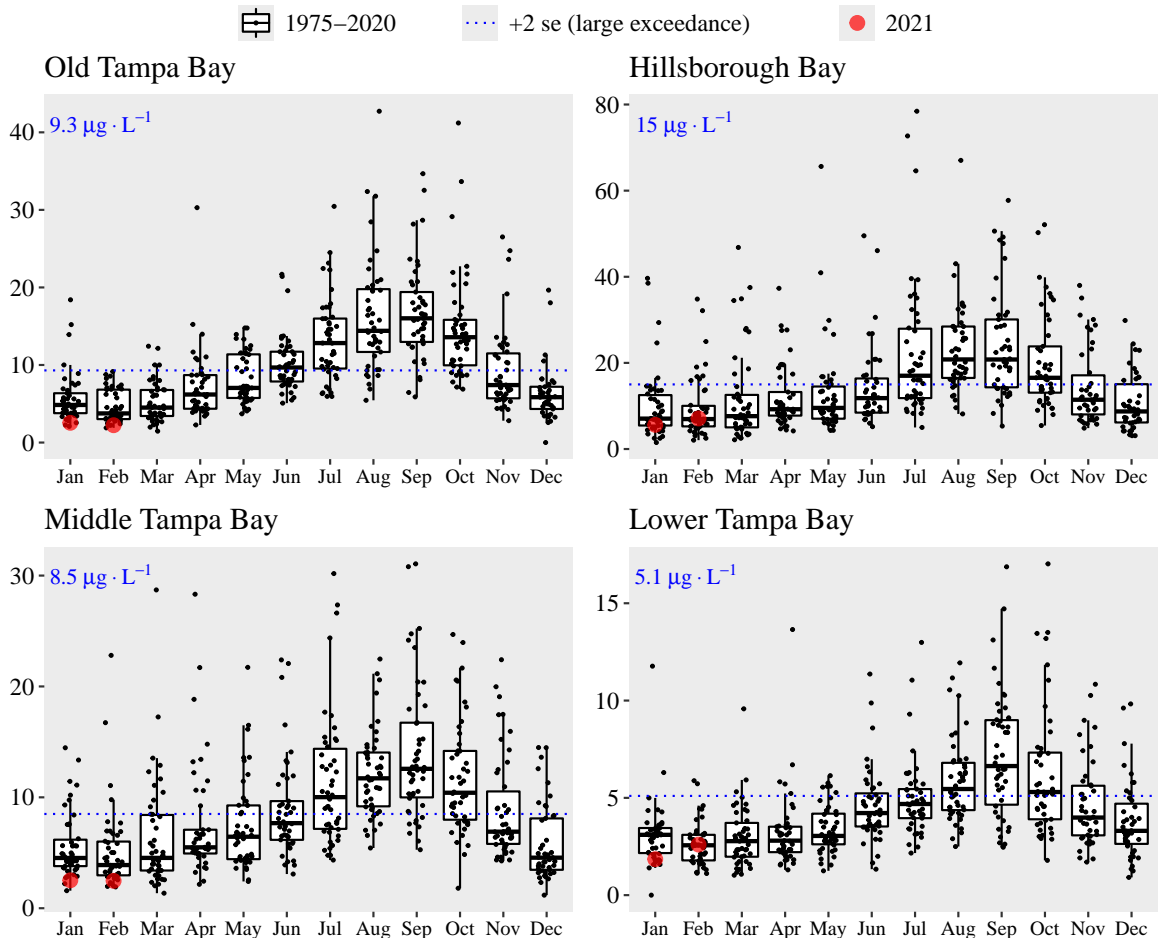 1975–2020 +2 se (large exceedance) 2021
Old Tampa Bay
9.3 μg · L⁻¹
40
30
20
10
0
Jan Feb Mar Apr May Jun Jul Aug Sep Oct Nov Dec
Hillsborough Bay
15 μg · L⁻¹
80
60
40
20
0
Jan Feb Mar Apr May Jun Jul Aug Sep Oct Nov Dec
Middle Tampa Bay
8.5 μg · L⁻¹
30
20
10
0
Jan Feb Mar Apr May Jun Jul Aug Sep Oct Nov Dec
Lower Tampa Bay
5.1 μg · L⁻¹
15
10
5
0
Jan Feb Mar Apr May Jun Jul Aug Sep Oct Nov Dec